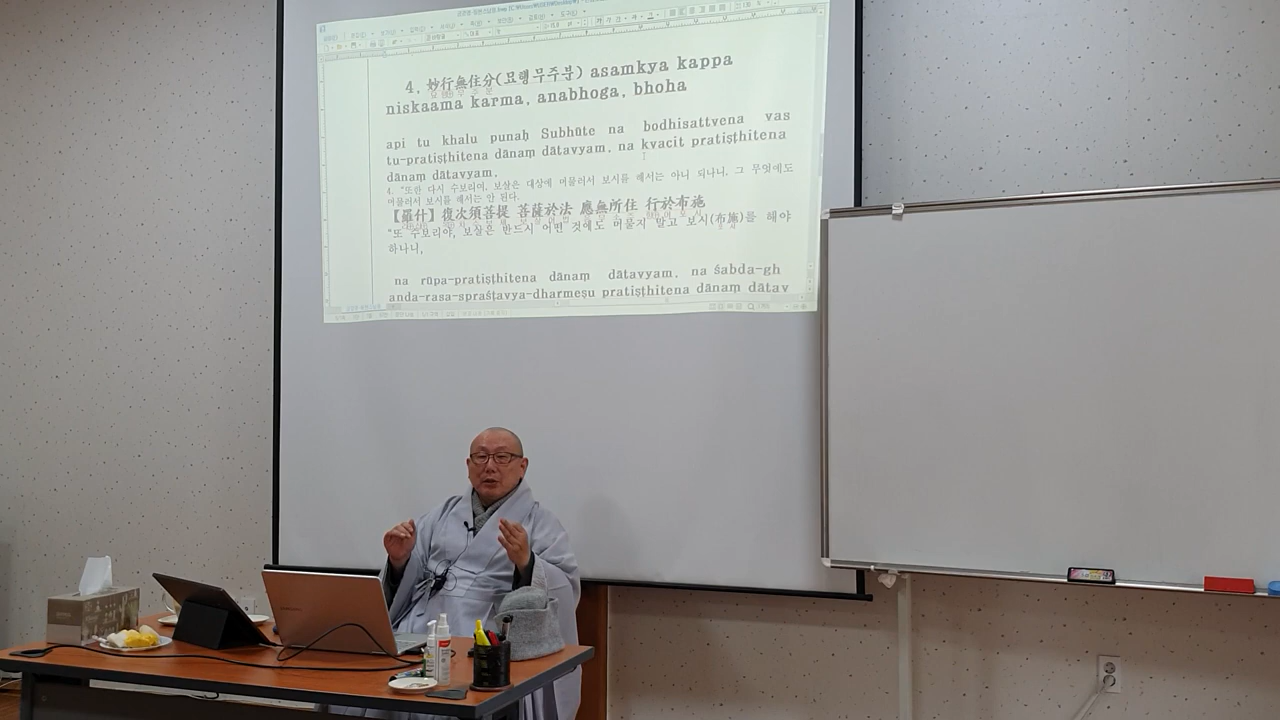 4. 妙行無住分(묘행무주분) asamkya kappa
niskaama karma, anabhoga, bhoha
api tu khalu punaḥ Subhūte na bodhisattvena vas
tu-pratiṣṭhitena dānaṃ dātavyam, na kvacit pratiṣṭhitena
dānaṃ dātavyam.
4. "또한 다시 수보리여, 보살은 대상에 머물러서 보시를 해서는 아니 되나니, 그 무엇에도
머물러서 보시를 해서는 안 된다.
【羅什】復次須菩提 菩薩於法 應無所住 行於布施
"또 수보리야, 보살은 반드시 어떤 것에도 머물지 말고 보시(布施)를 해야
하나니,
na rūpa-pratiṣṭhitena dānaṃ dātavyam, na śabda-gh
anda-rasa-spraṣṭavya-dharmeṣu pratiṣṭhitena dānaṃ dātav